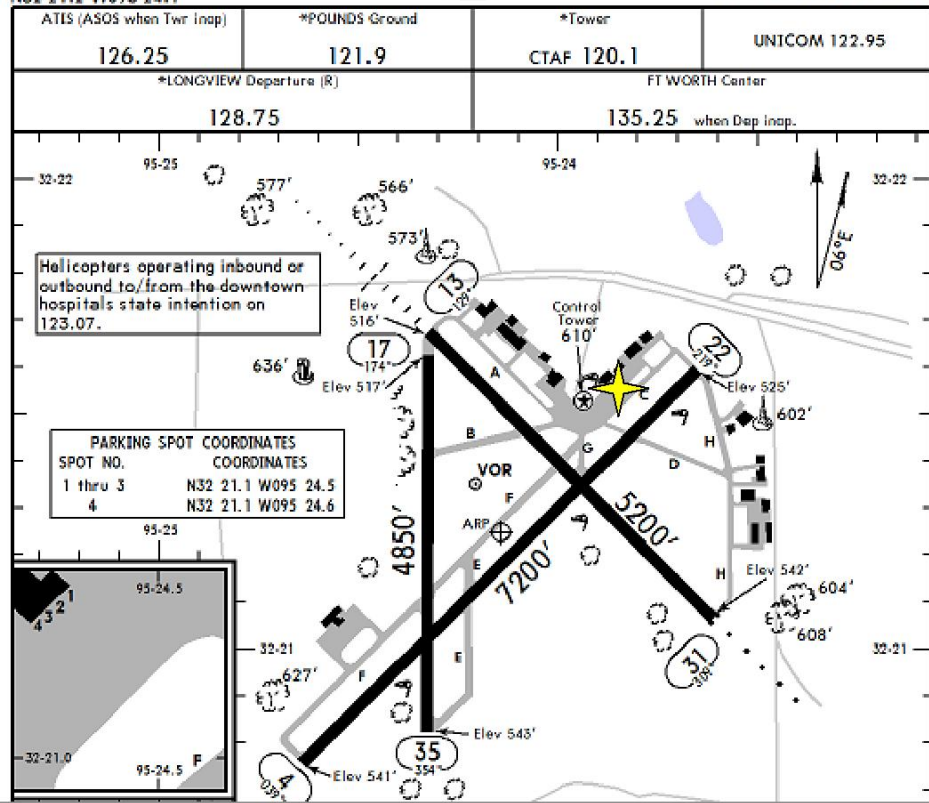 ATIS (ASOS when Twr inop)
126.25
*POUNDS Ground
121.9
*Tower
CTAF 120.1
UNICOM 122.95
*LONGVIEW Departure (R)
128.75
FT WORTH Center
135.25 when Dep inop.
95-25
95-24
32-22
32-22
577'
566'
573'
06°E
Helicopters operating inbound or
outbound to/from the downtown
hospitals state intention on
123.07.
13
129°
Elev
516'
Control
Tower
610'
17
174°
22
219°
636'
Elev 517'
A
C
Elev 525'
602'
PARKING SPOT COORDINATES
SPOT NO. COORDINATES
1 thru 3 N32 21.1 W095 24.5
4 N32 21.1 W095 24.6
B
G
H
D
VOR
F
ARP
5200'
95-25
4850'
7200'
E
H
Elev 542'
95-24.5
1
2
3
4
604'
608'
32-21
E
31
309°
32-21
F
627'
Elev 543'
35
354°
32-21.0
F
95-24.5
4
039°
Elev 541'